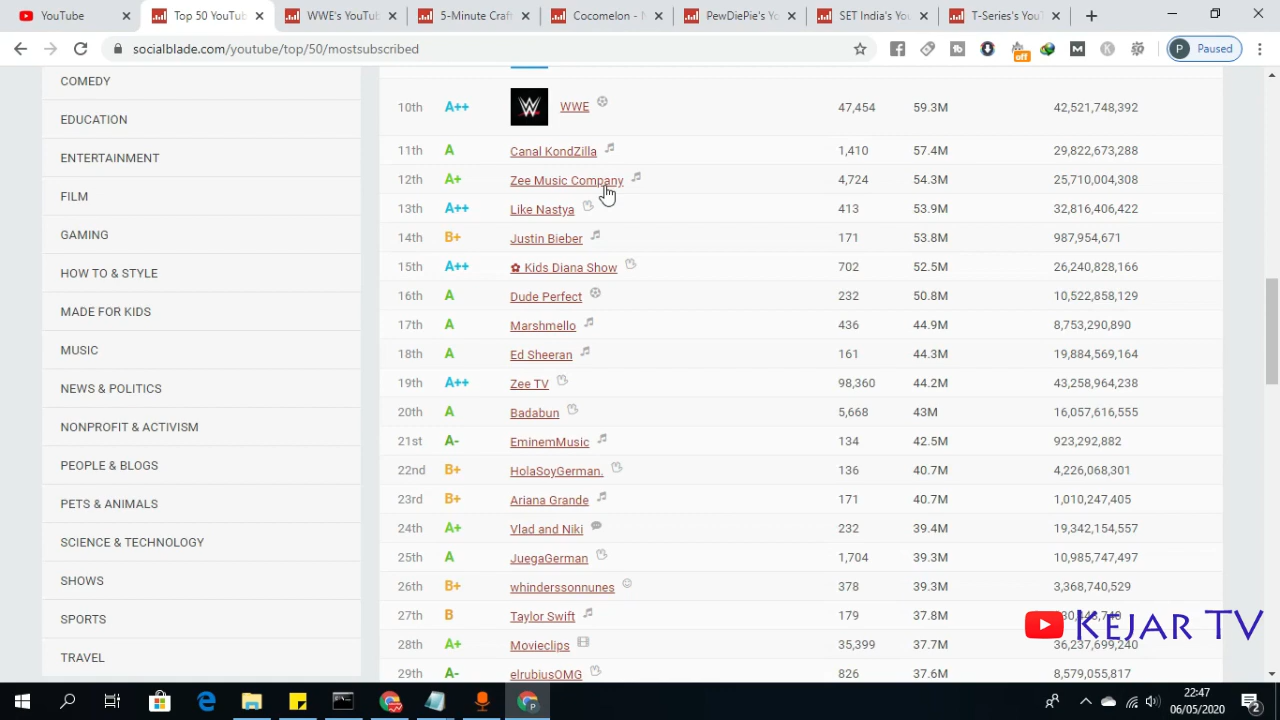 YouTube
Top 50 YouTu
WWE's YouTu
5-Minute Craft
Cocomelon - N
PewDiePie's Yo
SET India's You
T-Series's YouT
socialblade.com/youtube/top/50/mostsubscribed
off
P Paused
COMEDY
EDUCATION
ENTERTAINMENT
FILM
GAMING
HOW TO & STYLE
MADE FOR KIDS
MUSIC
NEWS & POLITICS
NONPROFIT & ACTIVISM
PEOPLE & BLOGS
PETS & ANIMALS
SCIENCE & TECHNOLOGY
SHOWS
SPORTS
TRAVEL
10th A++ WWE 47,454 59.3M 42,521,748,392
11th A Canal KondZilla 1,410 57.4M 29,822,673,288
12th A+ Zee Music Company 4,724 54.3M 25,710,004,308
13th A++ Like Nastya 413 53.9M 32,816,406,422
14th B+ Justin Bieber 171 53.8M 987,954,671
15th A++ ✿ Kids Diana Show 702 52.5M 26,240,828,166
16th A Dude Perfect 232 50.8M 10,522,858,129
17th A Marshmello 436 44.9M 8,753,290,890
18th A Ed Sheeran 161 44.3M 19,884,569,164
19th A++ Zee TV 98,360 44.2M 43,258,964,238
20th A Badabun 5,668 43M 16,057,616,555
21st A- EminemMusic 134 42.5M 923,292,882
22nd B+ HolaSoyGerman. 136 40.7M 4,226,068,301
23rd B+ Ariana Grande 171 40.7M 1,010,247,405
24th A+ Vlad and Niki 232 39.4M 19,342,154,557
25th A JuegaGerman 1,704 39.3M 10,985,747,497
26th B+ whinderssonnunes 378 39.3M 3,368,740,529
27th B Taylor Swift 179 37.8M
28th A+ Movieclips 35,399 37.7M 36,237,699,240
29th A- elrubiusOMG 826 37.6M 8,579,055,817
KEJAR TV
22:47
06/05/2020
2